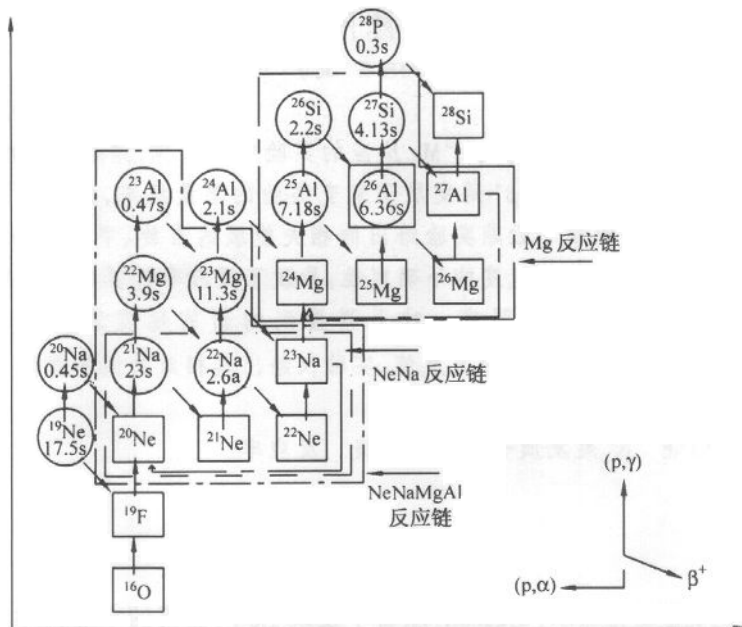 ²⁸P
0.3s
²⁶Si
2.2s
²⁷Si
4.13s
²⁸Si
²³Al
0.47s
²⁴Al
2.1s
²⁵Al
7.18s
²⁶Al
6.36s
²⁷Al
Mg 反应链
²²Mg
3.9s
²³Mg
11.3s
²⁴Mg
²⁵Mg
²⁶Mg
²⁰Na
0.45s
²¹Na
23s
²²Na
2.6a
²³Na
NeNa 反应链
¹⁹Ne
17.5s
²⁰Ne
²¹Ne
²²Ne
NeNaMgAl
反应链
¹⁹F
¹⁶O
(p,γ)
(p,α)
β⁺